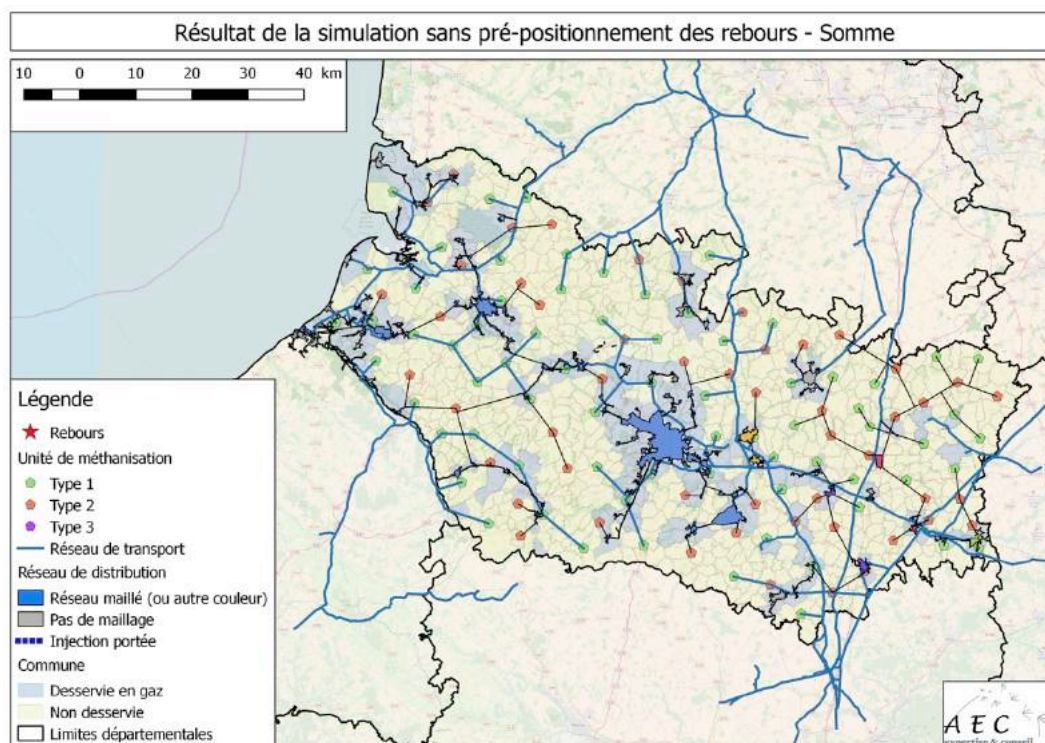 Résultat de la simulation sans pré-positionnement des rebours - Somme
10 0 10 20 30 40 km
Légende
Rebours
Unité de méthanisation
Type 1
Type 2
Type 3
Réseau de transport
Réseau de distribution
Réseau maillé (ou autre couleur)
Pas de maillage
Injection portée
Commune
Desservie en gaz
Non desservie
Limites départementales
AEC